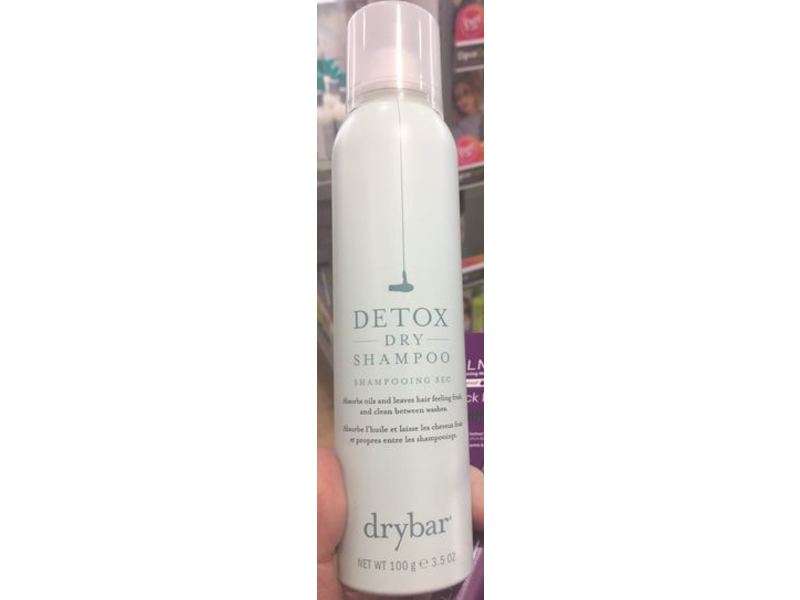 DETOX
DRY
SHAMPOO
SHAMPOOING SEC
Absorbs oils and leaves hair feeling fresh
and clean between washes.
Absorbe l'huile et laisse les cheveux frais
et propres entre les shampooings.
drybar
NET WT 100 g ℮ 3.5 OZ.